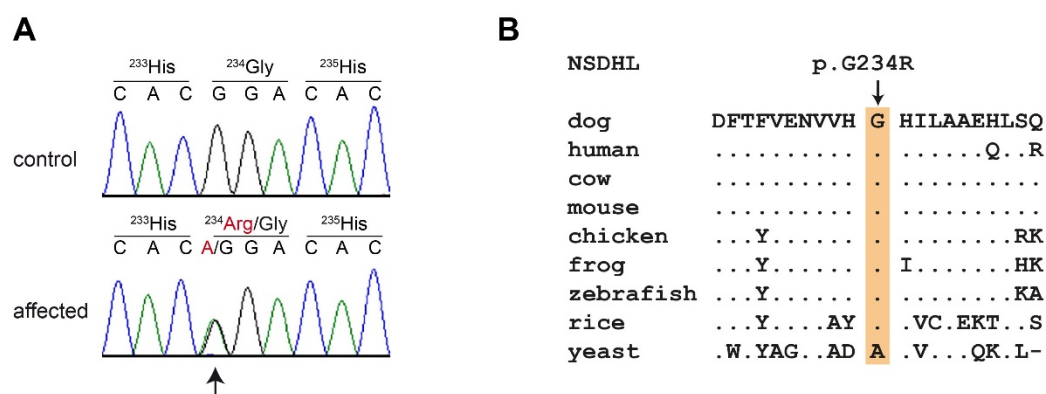 A
²³³His ²³⁴Gly ²³⁵His
C A C G G A C A C
control
²³³His ²³⁴Arg/Gly ²³⁵His
C A C A/G G A C A C
affected
B
NSDHL p.G234R
dog DFTFVENVVH G HILAAEHLSQ
human .......... . .......Q..R
cow .......... . ..........
mouse .......... . ..........
chicken ...Y...... . ........RK
frog ...Y...... . I.......HK
zebrafish ...Y...... . ........KA
rice ...Y....AY . .VC.EKT..S
yeast .W.YAG..AD A .V...QK.L-